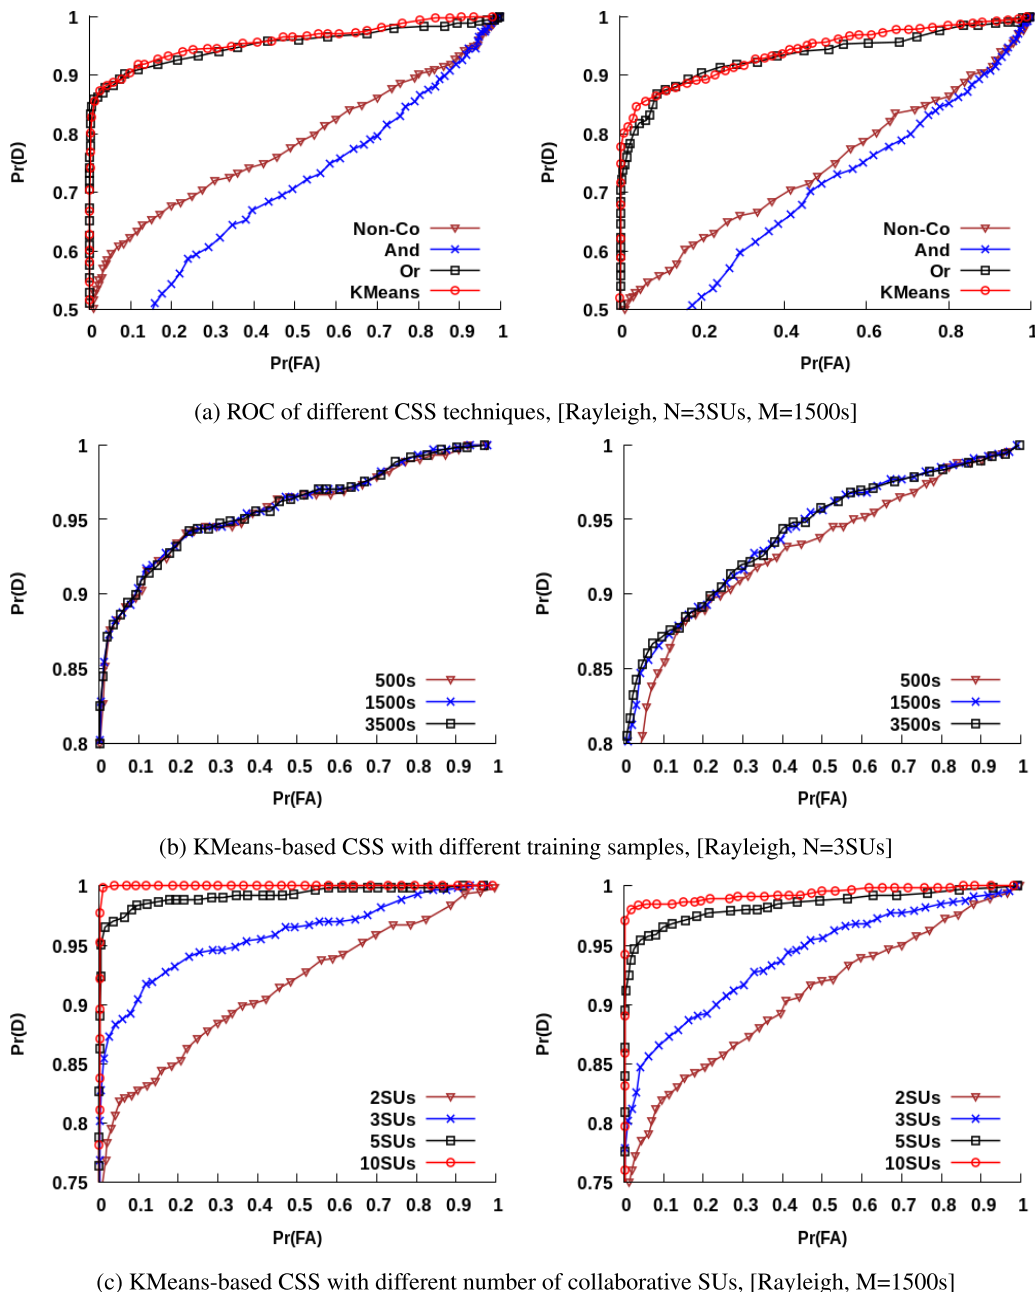 1
0.9
0.8
0.7
0.6
0.5
Pr(D)
Non-Co
And
Or
KMeans
0 0.1 0.2 0.3 0.4 0.5 0.6 0.7 0.8 0.9 1
Pr(FA)
1
0.9
0.8
0.7
0.6
0.5
Pr(D)
Non-Co
And
Or
KMeans
0 0.2 0.4 0.6 0.8 1
Pr(FA)
(a) ROC of different CSS techniques, [Rayleigh, N=3SUs, M=1500s]
1
0.95
0.9
0.85
0.8
Pr(D)
500s
1500s
3500s
0 0.1 0.2 0.3 0.4 0.5 0.6 0.7 0.8 0.9 1
Pr(FA)
1
0.95
0.9
0.85
0.8
Pr(D)
500s
1500s
3500s
0 0.1 0.2 0.3 0.4 0.5 0.6 0.7 0.8 0.9 1
Pr(FA)
(b) KMeans-based CSS with different training samples, [Rayleigh, N=3SUs]
1
0.95
0.9
0.85
0.8
0.75
Pr(D)
2SUs
3SUs
5SUs
10SUs
0 0.1 0.2 0.3 0.4 0.5 0.6 0.7 0.8 0.9 1
Pr(FA)
1
0.95
0.9
0.85
0.8
0.75
Pr(D)
2SUs
3SUs
5SUs
10SUs
0 0.1 0.2 0.3 0.4 0.5 0.6 0.7 0.8 0.9 1
Pr(FA)
(c) KMeans-based CSS with different number of collaborative SUs, [Rayleigh, M=1500s]